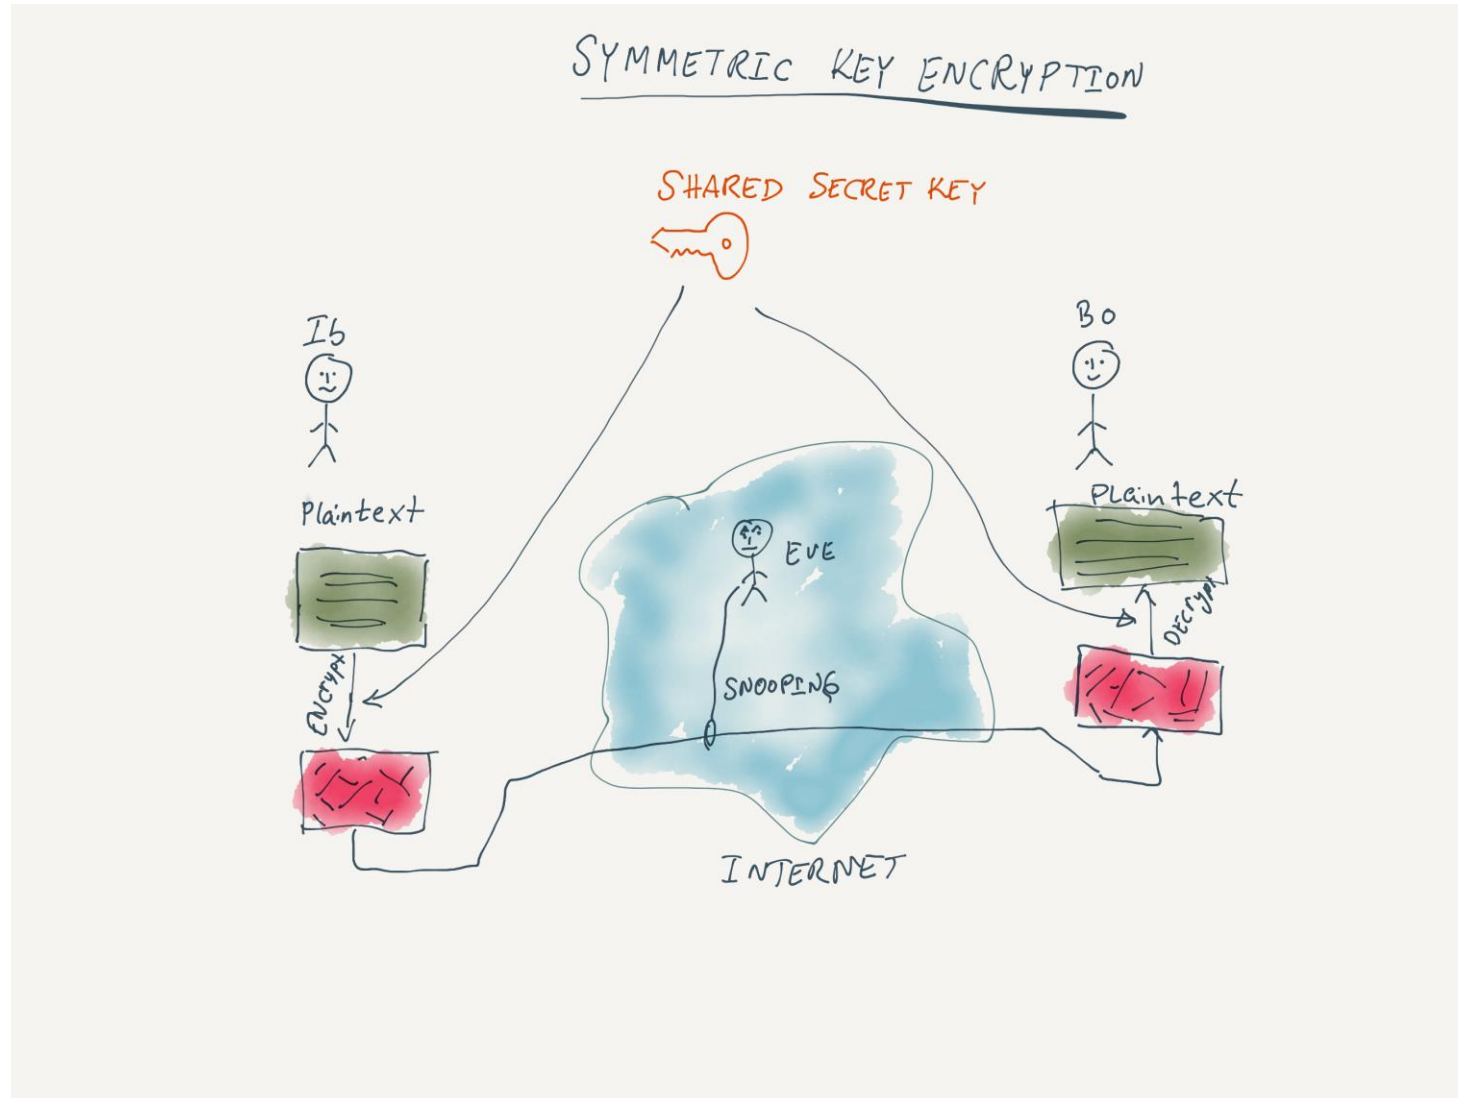 SYMMETRIC KEY ENCRYPTION
SHARED SECRET KEY
Ib
Bo
Plaintext
Plaintext
EVE
Encrypt
Decrypt
SNOOPING
INTERNET